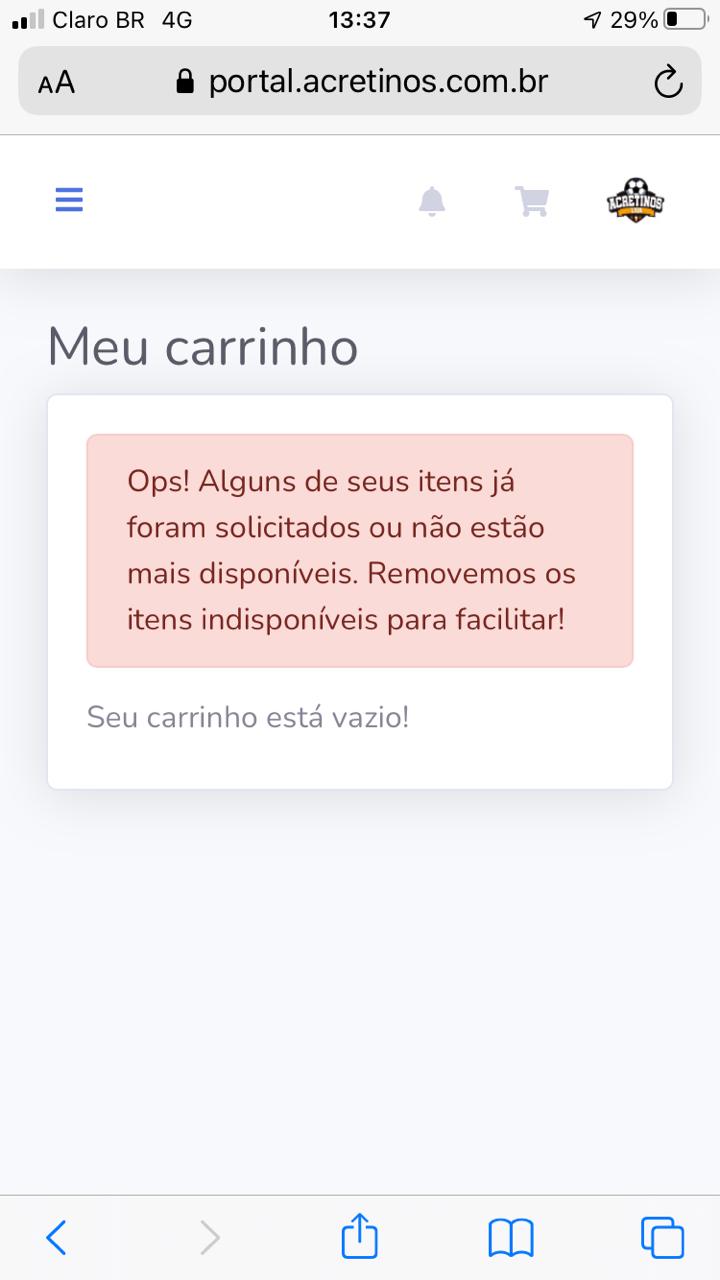 Claro BR 4G 13:37 29%
AA portal.acretinos.com.br
ACRETINOS
Meu carrinho
Ops! Alguns de seus itens já
foram solicitados ou não estão
mais disponíveis. Removemos os
itens indisponíveis para facilitar!
Seu carrinho está vazio!